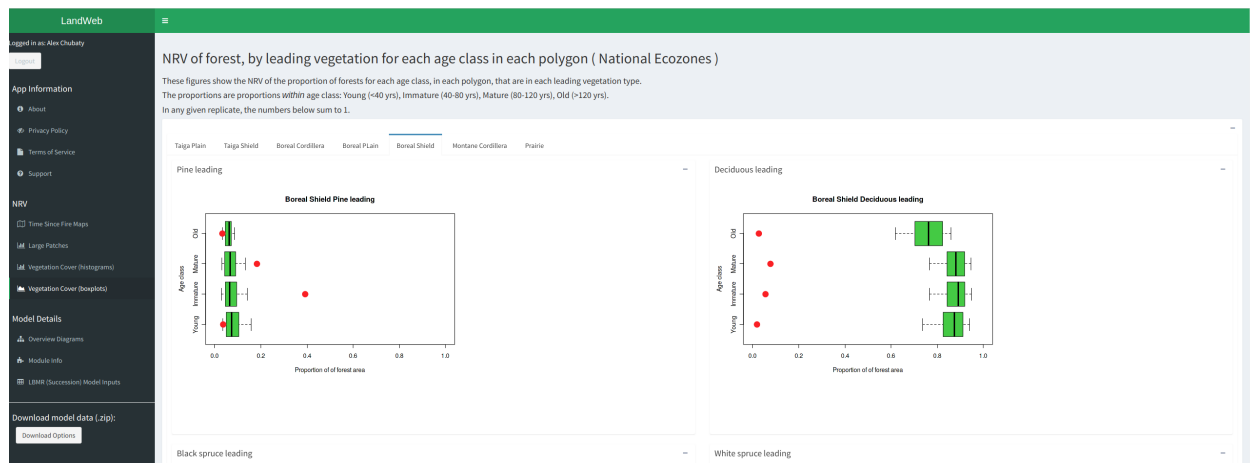 LandWeb
Logged in as: Alex Chubaty
Logout
App Information
About
Privacy Policy
Terms of Service
Support
NRV
Time Since Fire Maps
Large Patches
Vegetation Cover (histograms)
Vegetation Cover (boxplots)
Model Details
Overview Diagrams
Module Info
LBMR (Succession) Model Inputs
Download model data (.zip):
Download Options
NRV of forest, by leading vegetation for each age class in each polygon ( National Ecozones )
These figures show the NRV of the proportion of forests for each age class, in each polygon, that are in each leading vegetation type.
The proportions are proportions within age class: Young (<40 yrs), Immature (40-80 yrs), Mature (80-120 yrs), Old (>120 yrs).
In any given replicate, the numbers below sum to 1.
Taiga Plain Taiga Shield Boreal Cordillera Boreal PLain Boreal Shield Montane Cordillera Prairie
Pine leading
Boreal Shield Pine leading
Age class
Old
Mature
Immature
Young
0.0 0.2 0.4 0.6 0.8 1.0
Proportion of of forest area
Deciduous leading
Boreal Shield Deciduous leading
Age class
Old
Mature
Immature
Young
0.0 0.2 0.4 0.6 0.8 1.0
Proportion of of forest area
Black spruce leading
White spruce leading